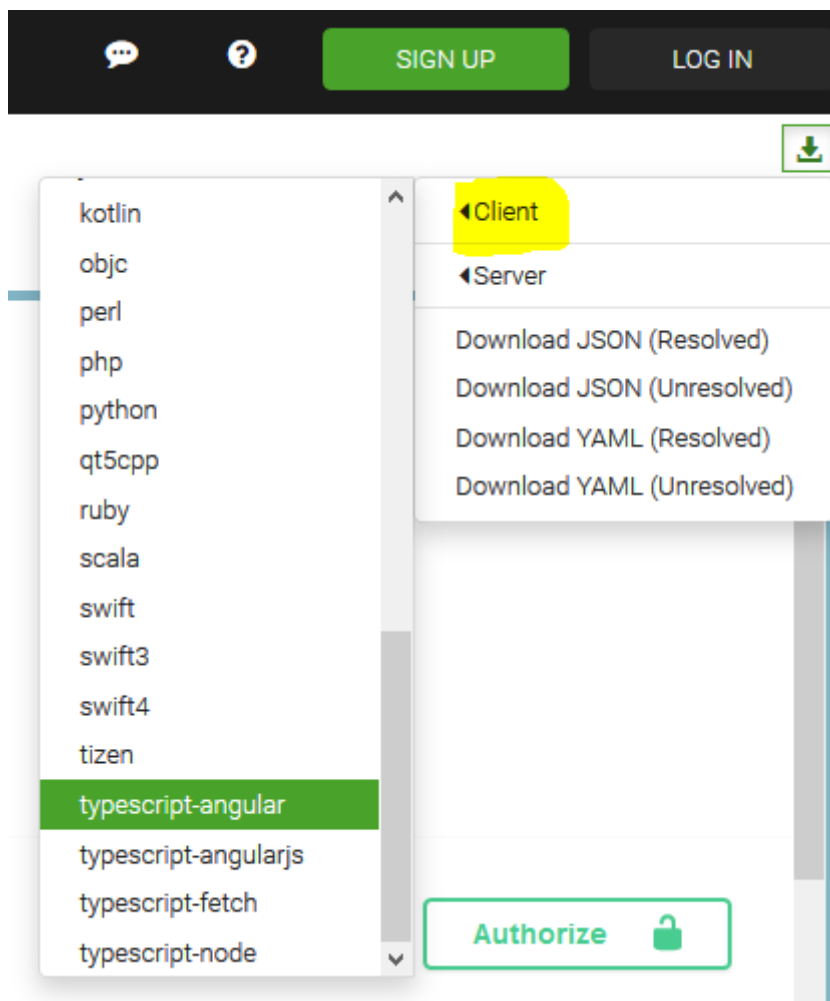 SIGN UP
LOG IN
Client
Server
Download JSON (Resolved)
Download JSON (Unresolved)
Download YAML (Resolved)
Download YAML (Unresolved)
kotlin
objc
perl
php
python
qt5cpp
ruby
scala
swift
swift3
swift4
tizen
typescript-angular
typescript-angularjs
typescript-fetch
typescript-node
Authorize